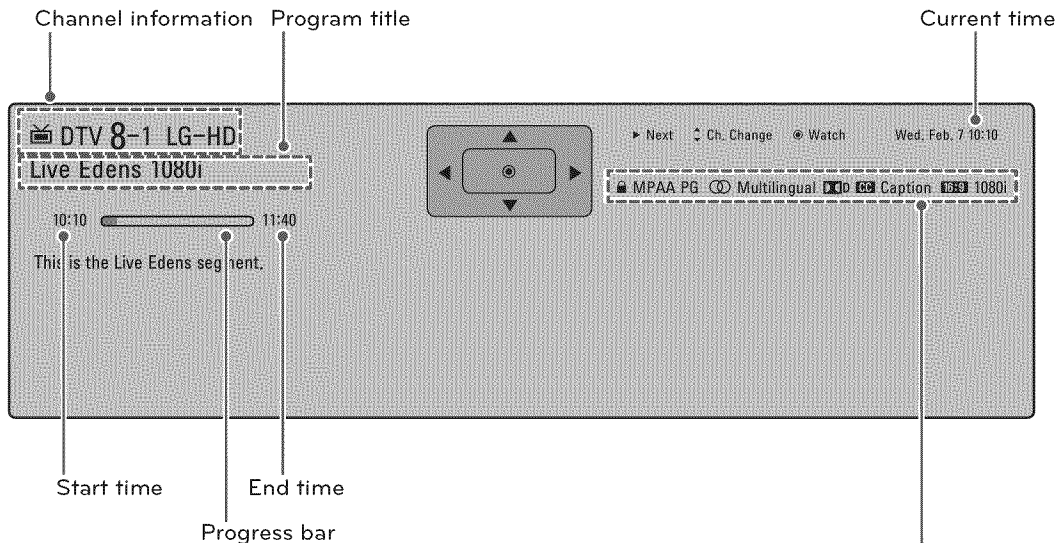 Channel information Program title Current time
DTV 8-1 LG-HD
Next Ch. Change Watch Wed. Feb. 7 10:10
Live Edens 1080i
MPAA PG Multilingual D CC Caption 16:9 1080i
10:10 11:40
This is the Live Edens segment.
Start time End time
Progress bar